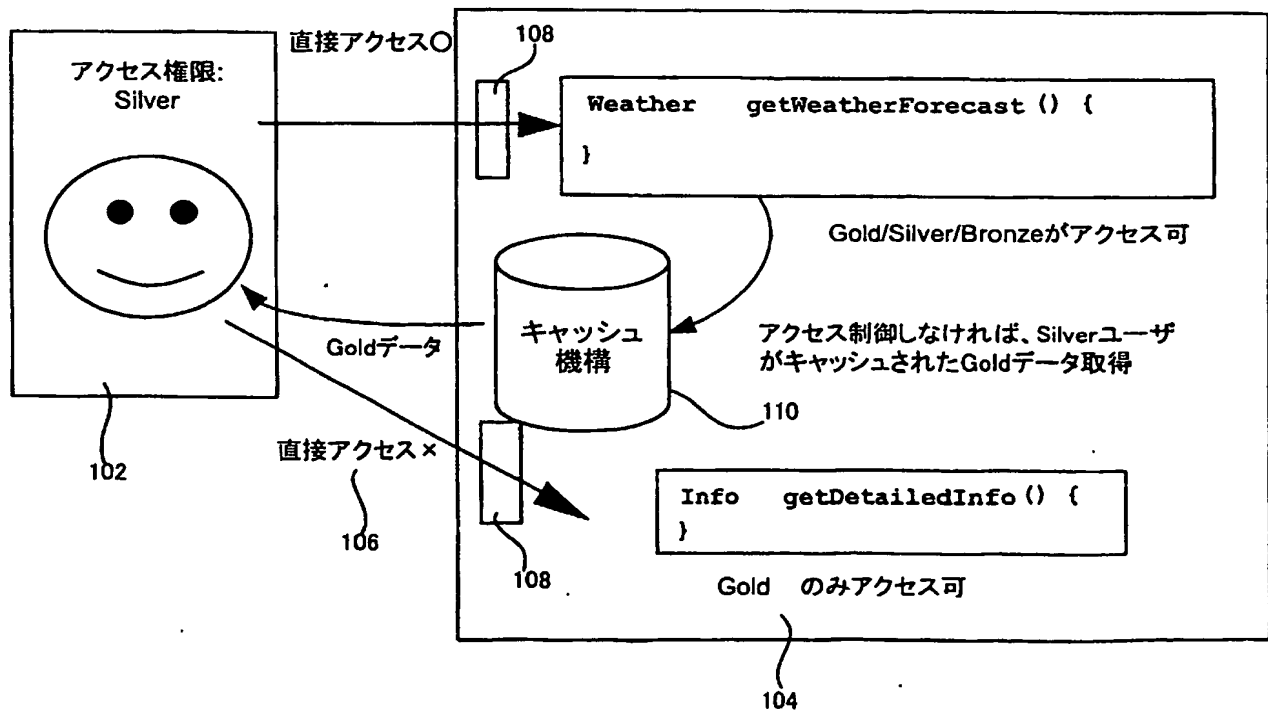 アクセス権限:
Silver
直接アクセス○
108
Weather getWeatherForecast () {
}
Gold/Silver/Bronzeがアクセス可
キャッシュ
機構
Goldデータ
アクセス制御しなければ、Silverユーザ
がキャッシュされたGoldデータ取得
110
102
直接アクセス×
106
108
Info getDetailedInfo () {
}
Gold のみアクセス可
104